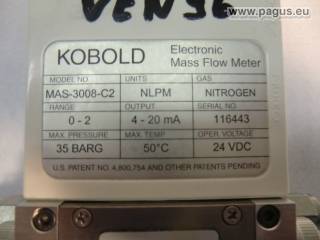 © www.pagus.eu
VEN96
KOBOLD Electronic
Mass Flow Meter
MODEL NO UNITS GAS
MAS-3008-C2 NLPM NITROGEN
RANGE OUTPUT SERIAL NO
0 - 2 4 - 20 mA 116443
MAX. PRESSURE MAX. TEMP OPER. VOLTAGE
35 BARG 50°C 24 VDC
U.S. PATENT NO. 4,800,754 AND OTHER PATENTS PENDING